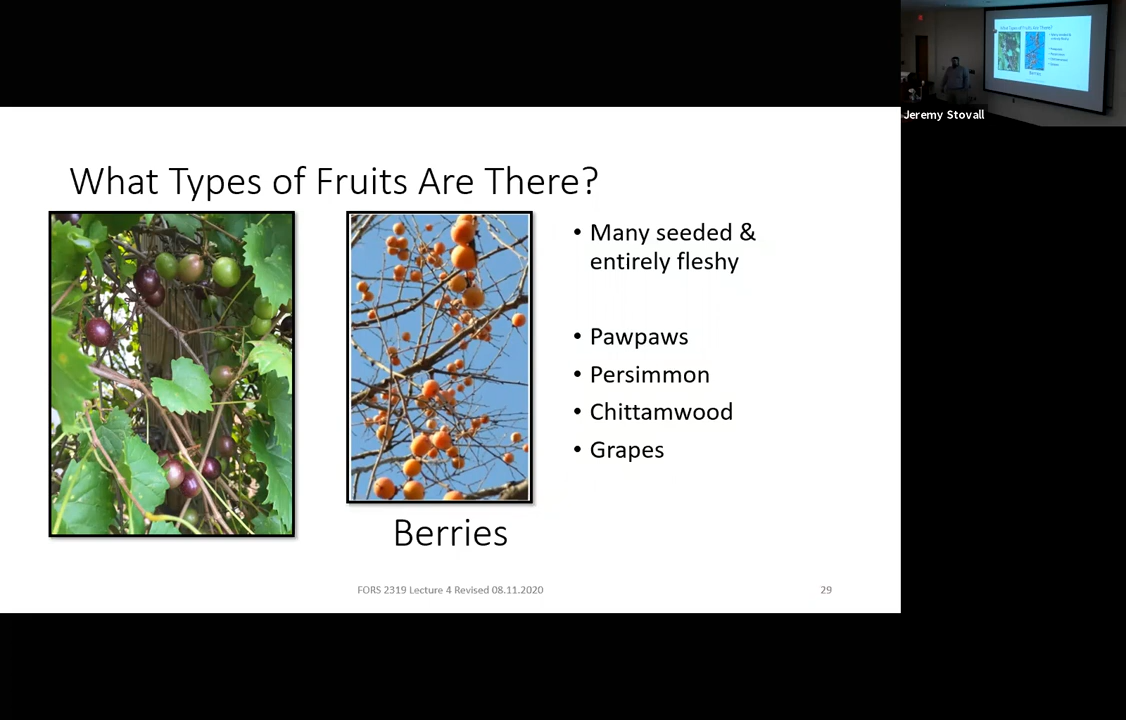 Jeremy Stovall
What Types of Fruits Are There?
• Many seeded &
entirely fleshy
• Pawpaws
• Persimmon
• Chittamwood
• Grapes
Berries
FORS 2319 Lecture 4 Revised 08.11.2020
29